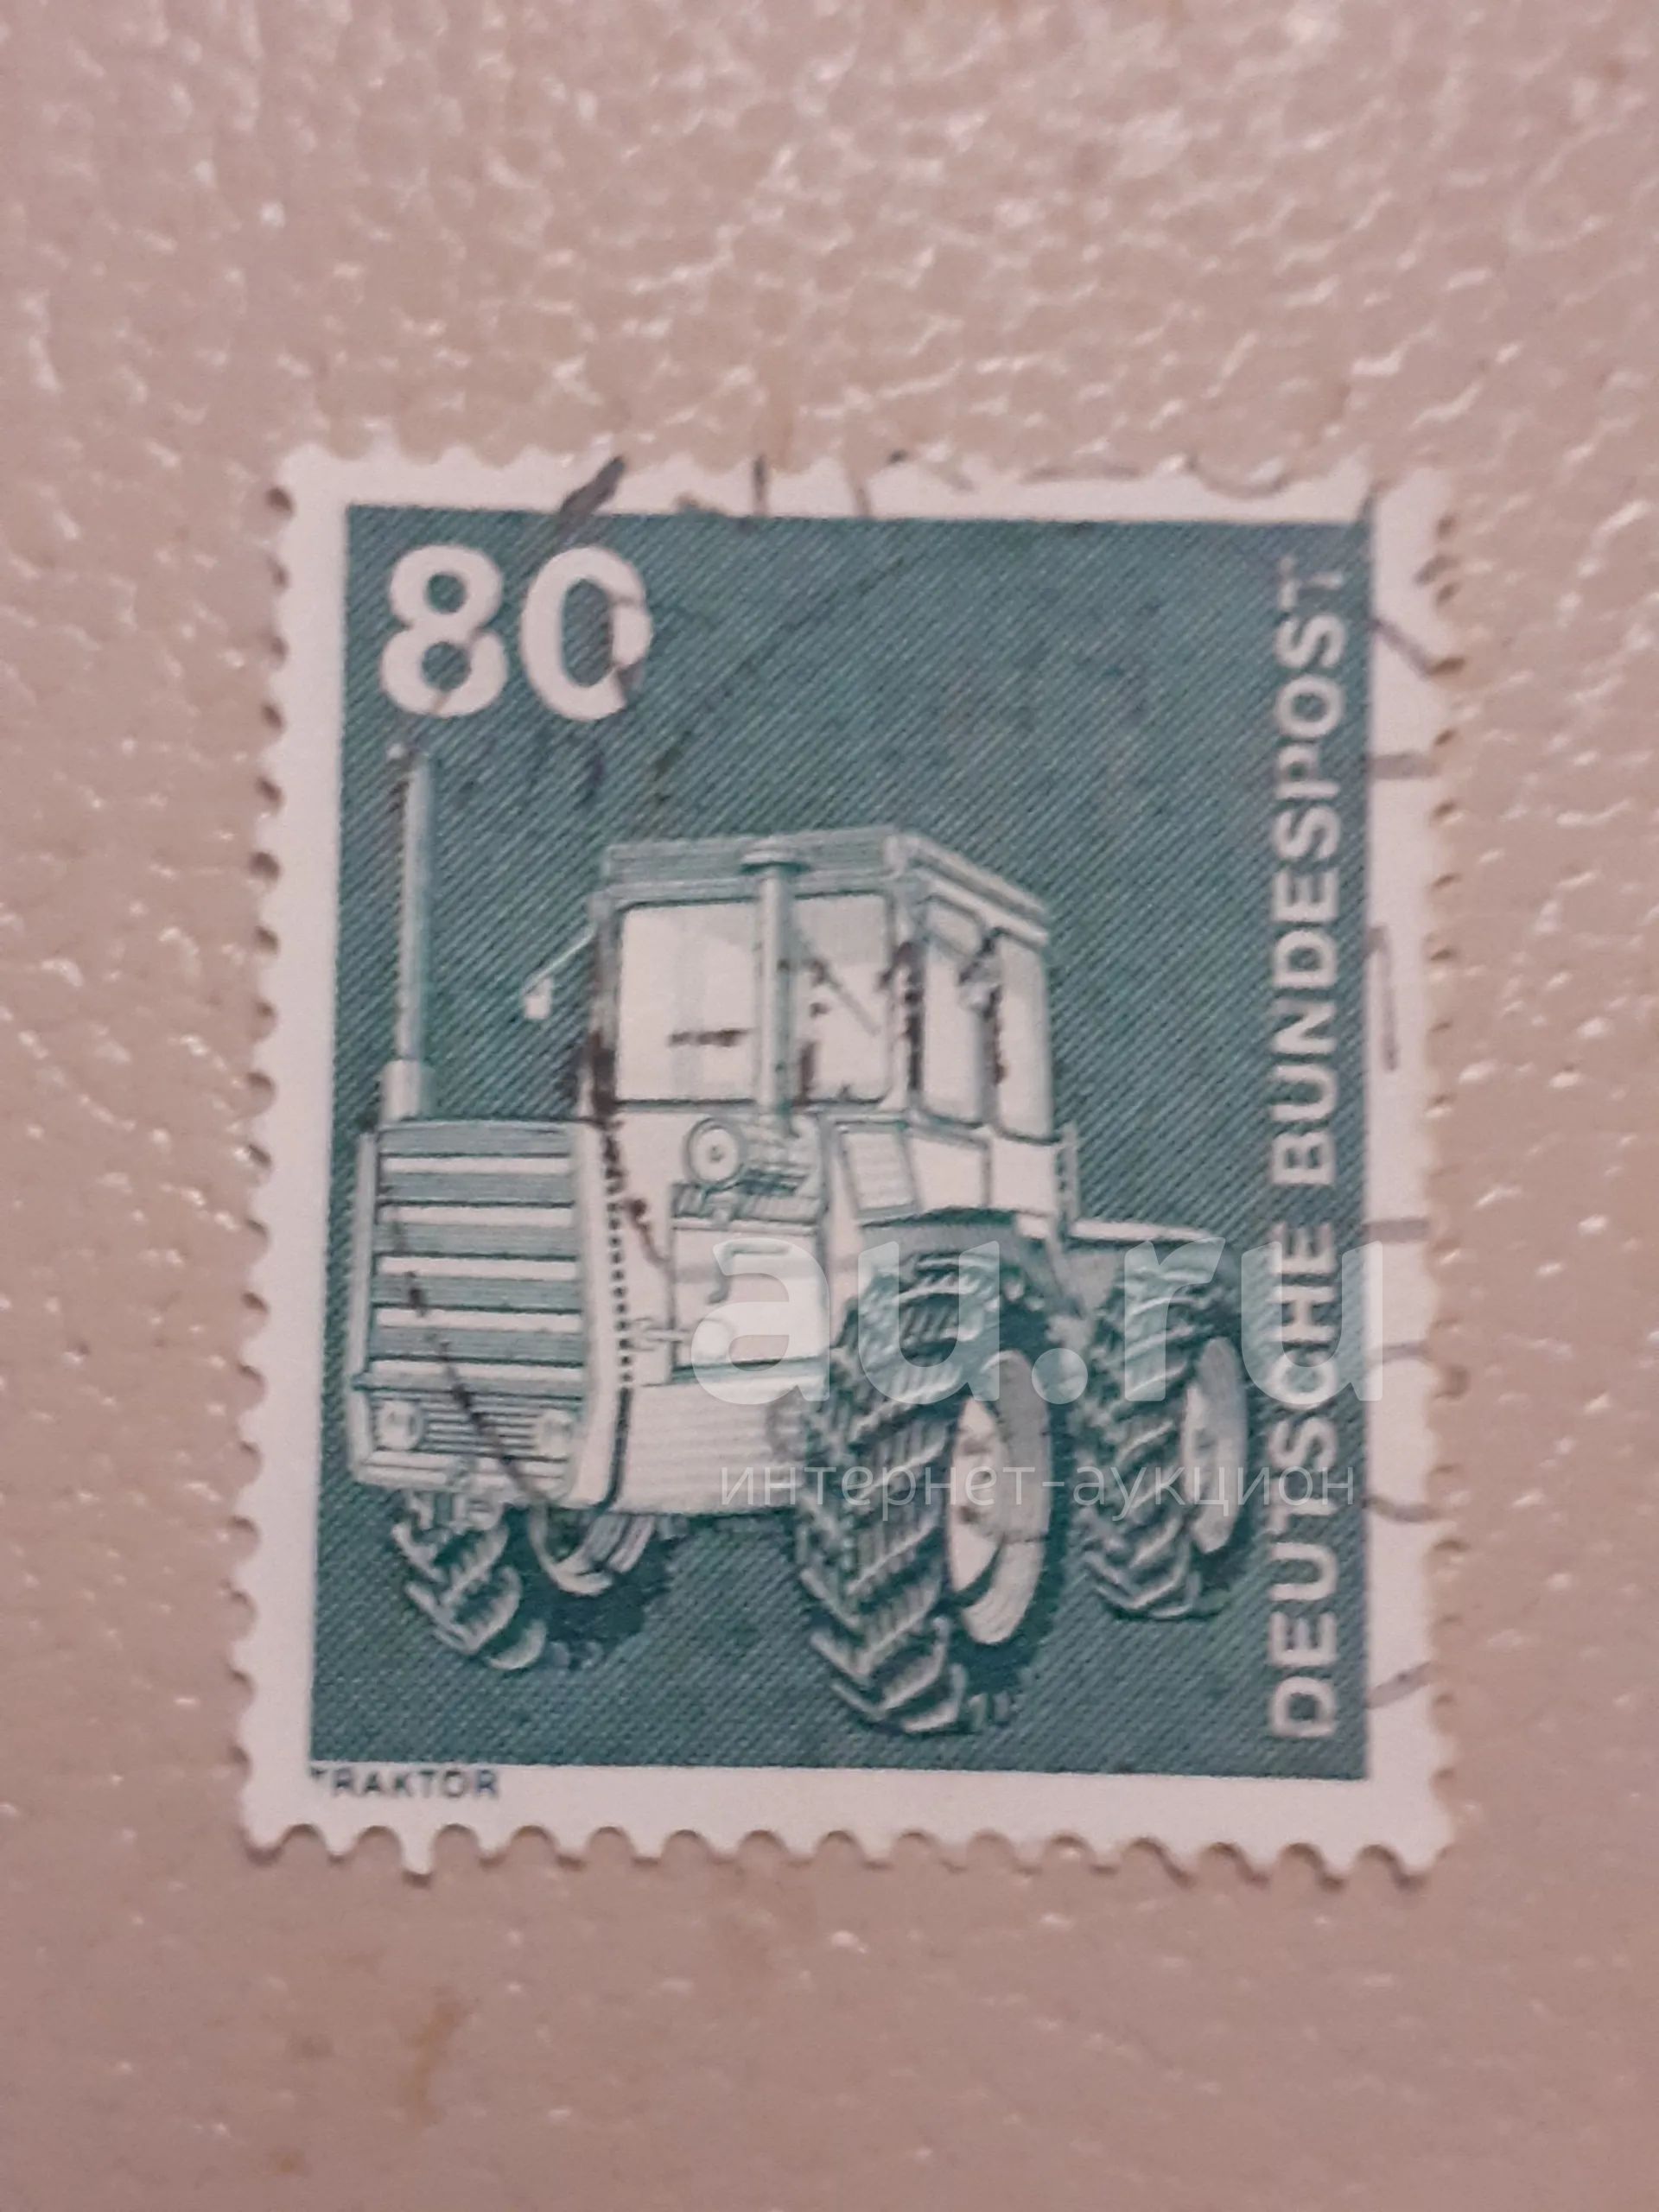 80
DEUTSCHE BUNDESPOST
au.ru
интернет-аукцион
TRAKTOR